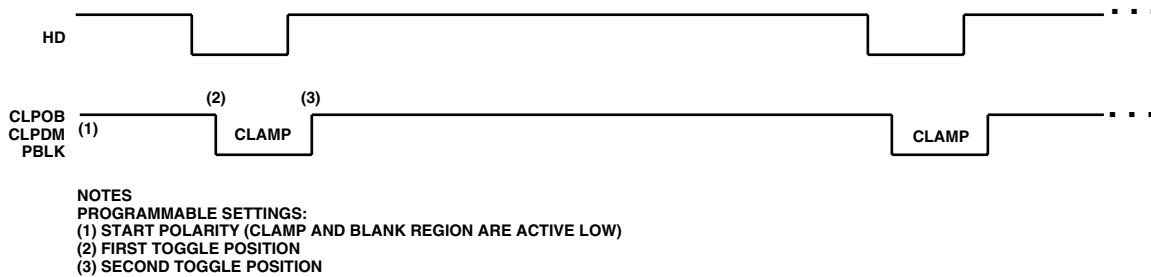 HD
(2) (3)
CLPOB
CLPDM (1) CLAMP CLAMP
PBLK
NOTES
PROGRAMMABLE SETTINGS:
(1) START POLARITY (CLAMP AND BLANK REGION ARE ACTIVE LOW)
(2) FIRST TOGGLE POSITION
(3) SECOND TOGGLE POSITION